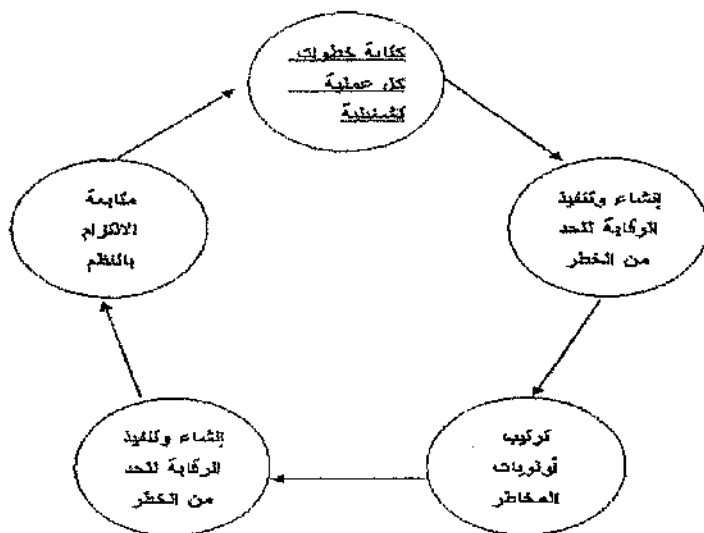 كتابة خطوات
كل عملية
تشغيلية
إنشاء وتنفيذ
الرقابة للحد
من الخطر
ترتيب
أولويات
المخاطر
إنشاء وتنفيذ
الرقابة للحد
من الخطر
متابعة
الالتزام
بالنظم